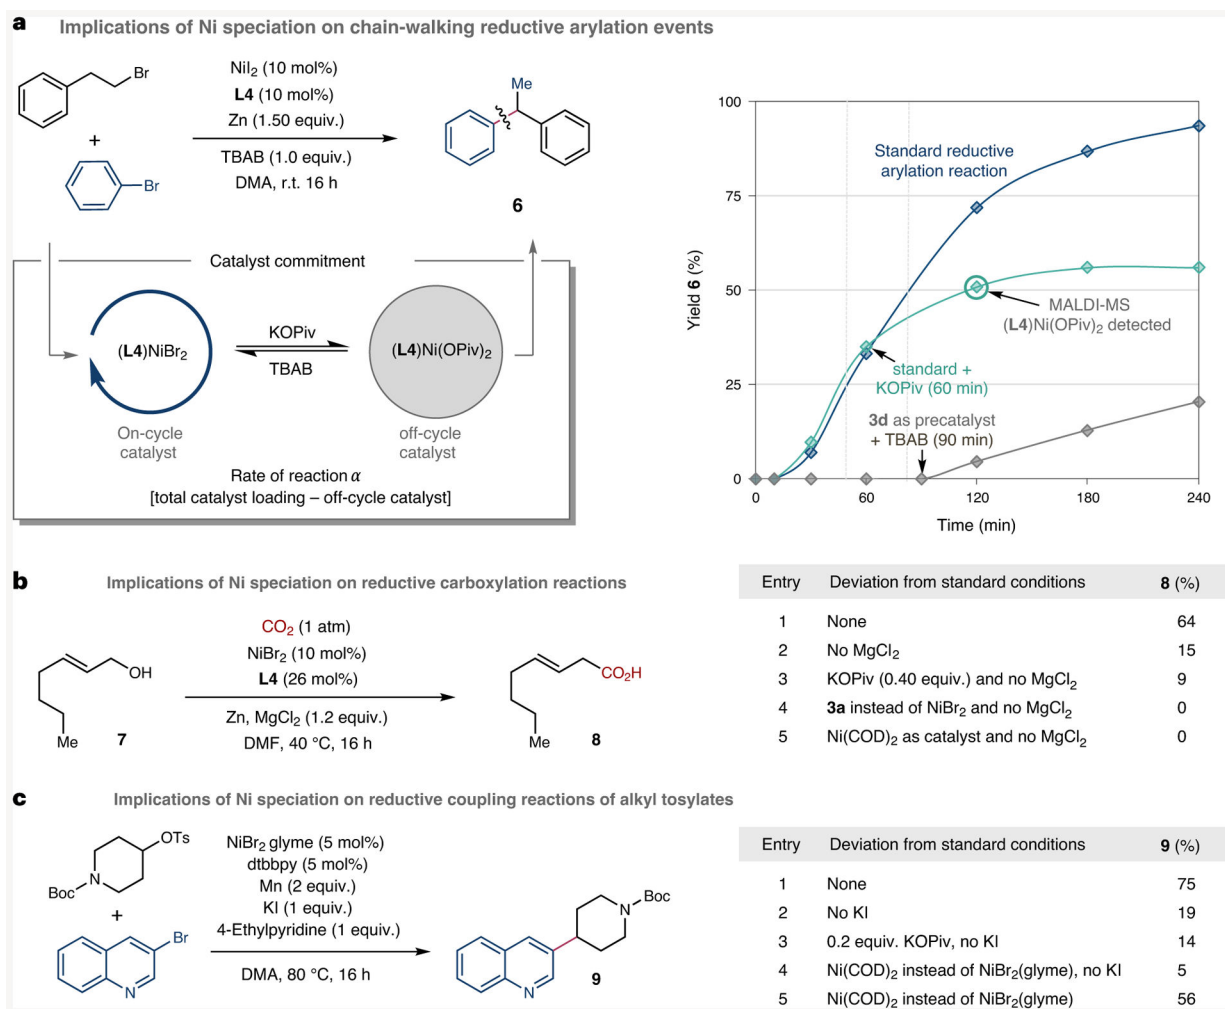 a Implications of Ni speciation on chain-walking reductive arylation events
Br
+
Br
NiI₂ (10 mol%)
L4 (10 mol%)
Zn (1.50 equiv.)
TBAB (1.0 equiv.)
DMA, r.t. 16 h
Me
6
Catalyst commitment
(L4)NiBr₂
KOPiv
TBAB
(L4)Ni(OPiv)₂
On-cycle
catalyst
off-cycle
catalyst
Rate of reaction α
[total catalyst loading – off-cycle catalyst]
Yield 6 (%)
100
75
50
25
0
Standard reductive
arylation reaction
MALDI-MS
(L4)Ni(OPiv)₂ detected
standard +
KOPiv (60 min)
3d as precatalyst
+ TBAB (90 min)
0 60 120 180 240
Time (min)
b Implications of Ni speciation on reductive carboxylation reactions
OH
Me
7
CO₂ (1 atm)
NiBr₂ (10 mol%)
L4 (26 mol%)
Zn, MgCl₂ (1.2 equiv.)
DMF, 40 °C, 16 h
CO₂H
Me
8
Entry Deviation from standard conditions 8 (%)
1 None 64
2 No MgCl₂ 15
3 KOPiv (0.40 equiv.) and no MgCl₂ 9
4 3a instead of NiBr₂ and no MgCl₂ 0
5 Ni(COD)₂ as catalyst and no MgCl₂ 0
c Implications of Ni speciation on reductive coupling reactions of alkyl tosylates
OTs
N
Boc
+
Br
N
NiBr₂ glyme (5 mol%)
dtbbpy (5 mol%)
Mn (2 equiv.)
KI (1 equiv.)
4-Ethylpyridine (1 equiv.)
DMA, 80 °C, 16 h
Boc
N
N
9
Entry Deviation from standard conditions 9 (%)
1 None 75
2 No KI 19
3 0.2 equiv. KOPiv, no KI 14
4 Ni(COD)₂ instead of NiBr₂(glyme), no KI 5
5 Ni(COD)₂ instead of NiBr₂(glyme) 56